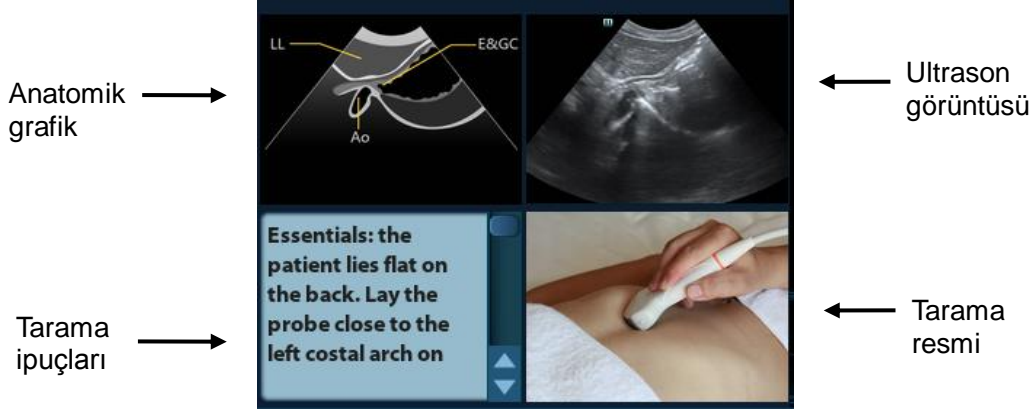 Anatomik
grafik
LL
E&GC
Ao
m
Ultrason
görüntüsü
Tarama
ipuçları
Essentials: the
patient lies flat on
the back. Lay the
probe close to the
left costal arch on
Tarama
resmi